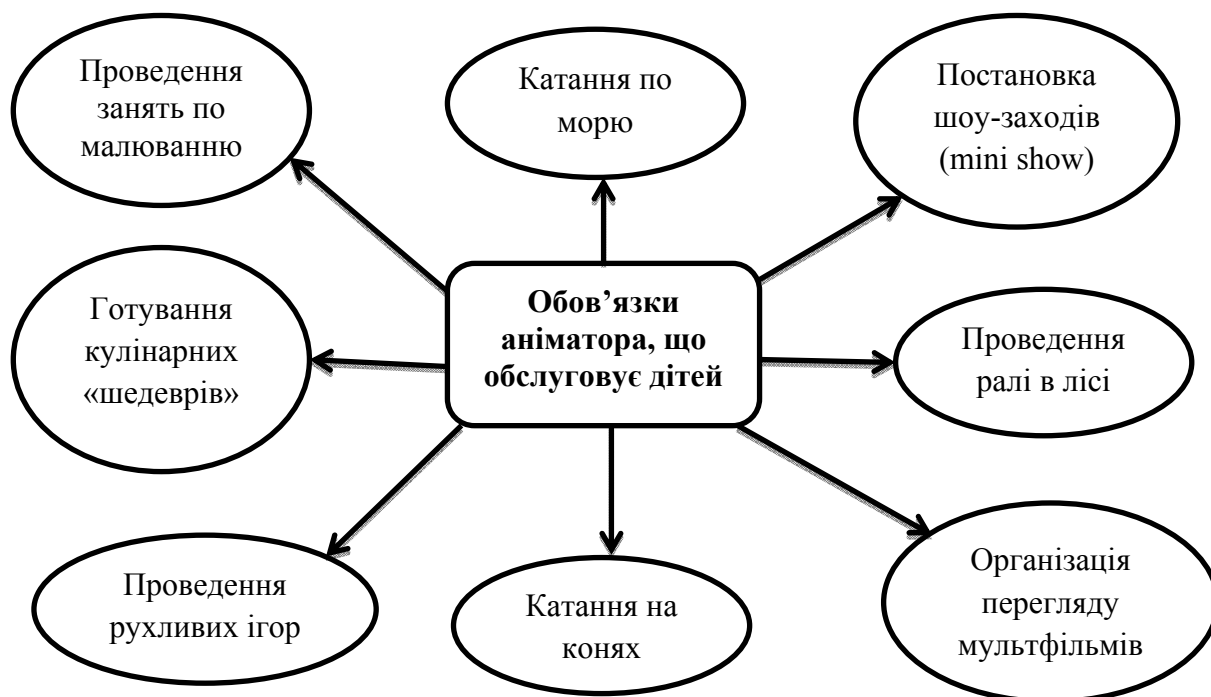 Проведення
занять по
малюванню
Катання по
морю
Постановка
шоу-заходів
(mini show)
Готування
кулінарних
«шедеврів»
Обов’язки
аніматора, що
обслуговує дітей
Проведення
ралі в лісі
Проведення
рухливих ігор
Катання на
конях
Організація
перегляду
мультфільмів